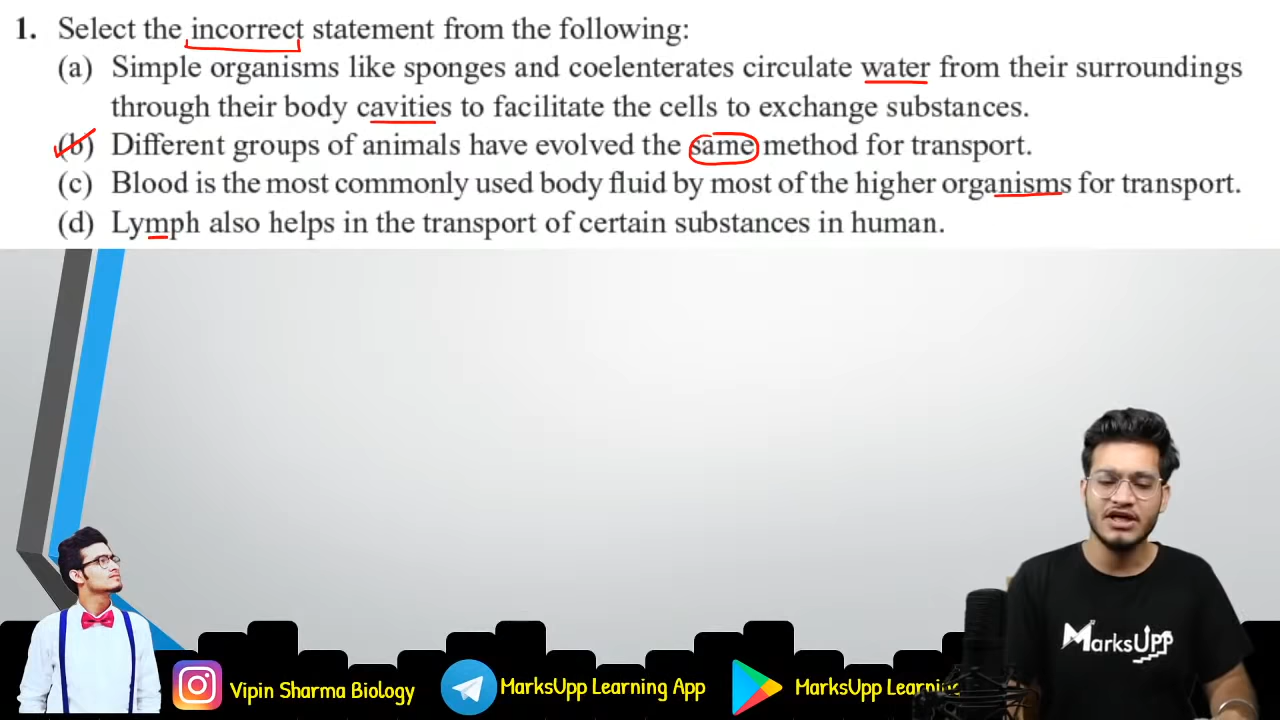 1. Select the incorrect statement from the following:
(a) Simple organisms like sponges and coelenterates circulate water from their surroundings
through their body cavities to facilitate the cells to exchange substances.
(b) Different groups of animals have evolved the same method for transport.
(c) Blood is the most commonly used body fluid by most of the higher organisms for transport.
(d) Lymph also helps in the transport of certain substances in human.
MarksUpp
Vipin Sharma Biology
MarksUpp Learning App
MarksUpp Learning